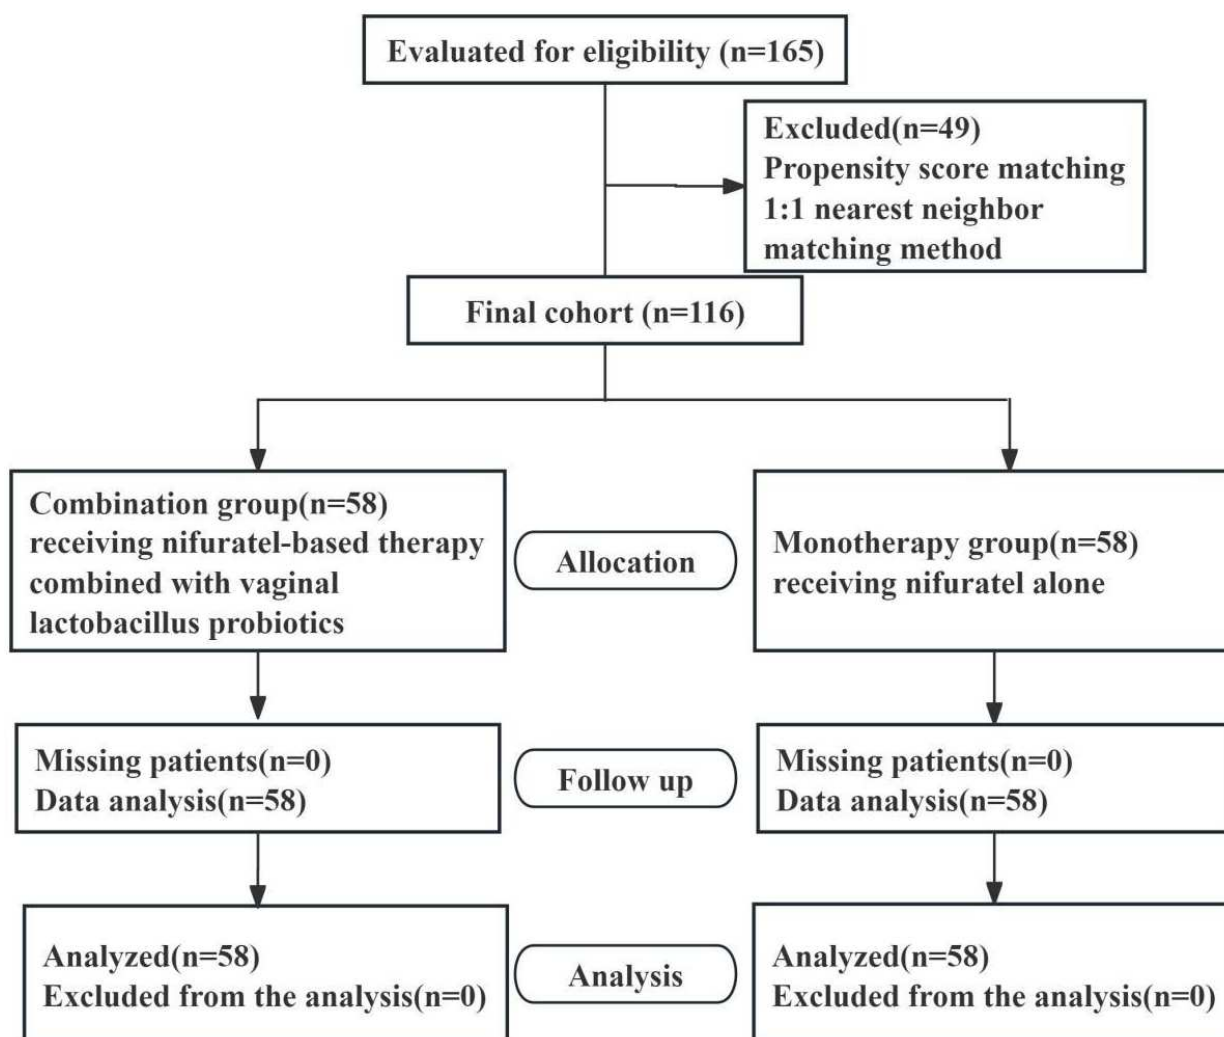 Evaluated for eligibility (n=165)
Excluded(n=49)
Propensity score matching
1:1 nearest neighbor
matching method
Final cohort (n=116)
Combination group(n=58)
receiving nifuratel-based therapy
combined with vaginal
lactobacillus probiotics
Allocation
Monotherapy group(n=58)
receiving nifuratel alone
Missing patients(n=0)
Data analysis(n=58)
Follow up
Missing patients(n=0)
Data analysis(n=58)
Analyzed(n=58)
Excluded from the analysis(n=0)
Analysis
Analyzed(n=58)
Excluded from the analysis(n=0)